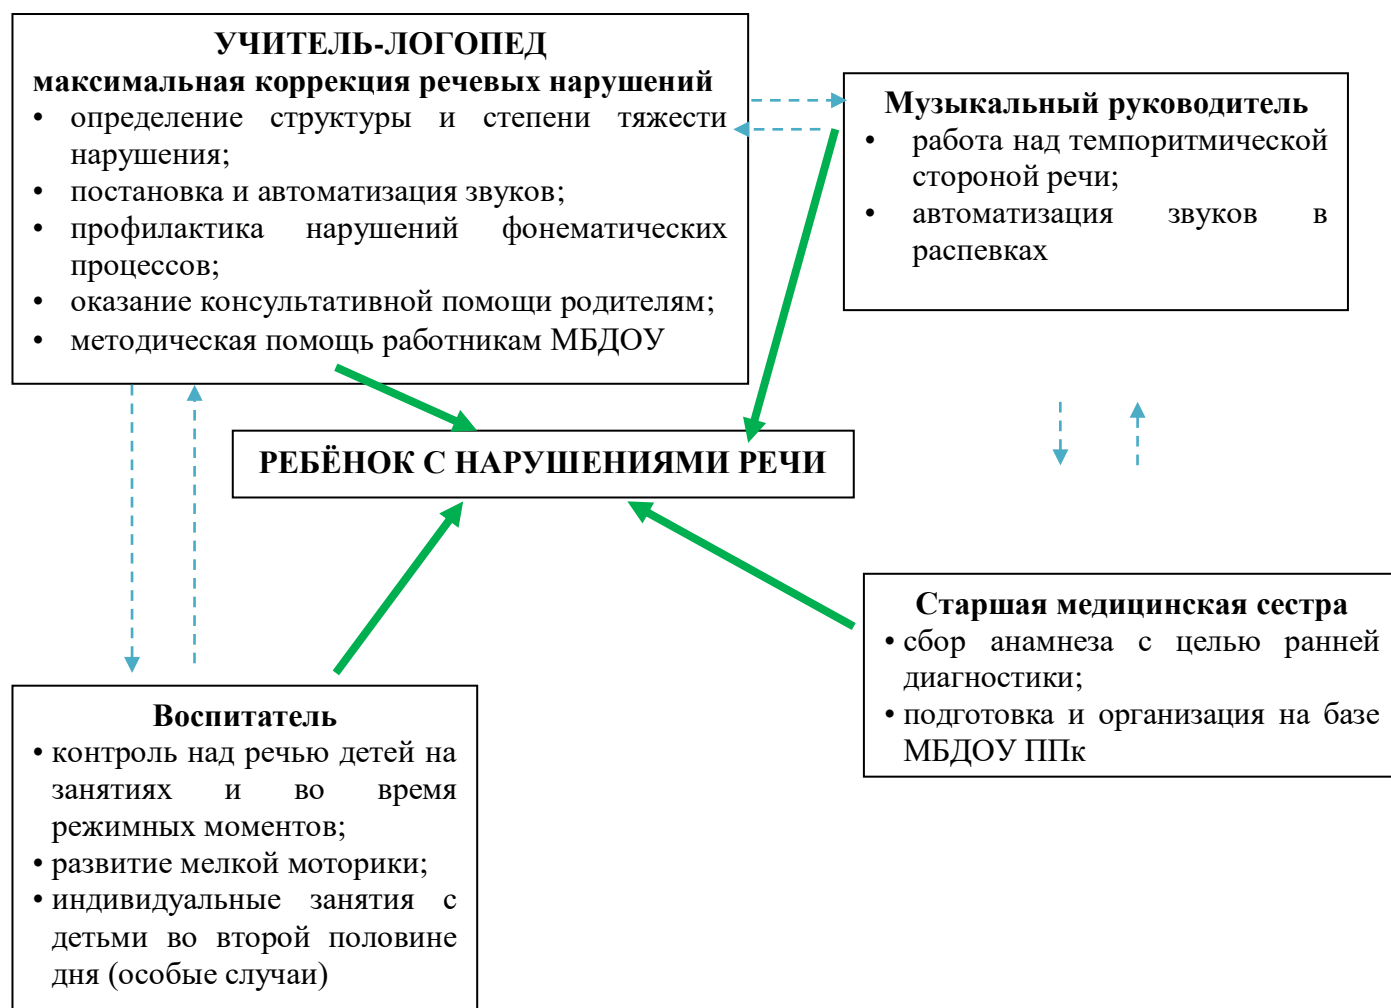 УЧИТЕЛЬ-ЛОГОПЕД
максимальная коррекция речевых нарушений
• определение структуры и степени тяжести
нарушения;
• постановка и автоматизация звуков;
• профилактика нарушений фонематических
процессов;
• оказание консультативной помощи родителям;
• методическая помощь работникам МБДОУ
Музыкальный руководитель
• работа над темпоритмической
стороной речи;
• автоматизация звуков в
распевках
РЕБЁНОК С НАРУШЕНИЯМИ РЕЧИ
Старшая медицинская сестра
• сбор анамнеза с целью ранней
диагностики;
• подготовка и организация на базе
МБДОУ ППк
Воспитатель
• контроль над речью детей на
занятиях и во время
режимных моментов;
• развитие мелкой моторики;
• индивидуальные занятия с
детьми во второй половине
дня (особые случаи)